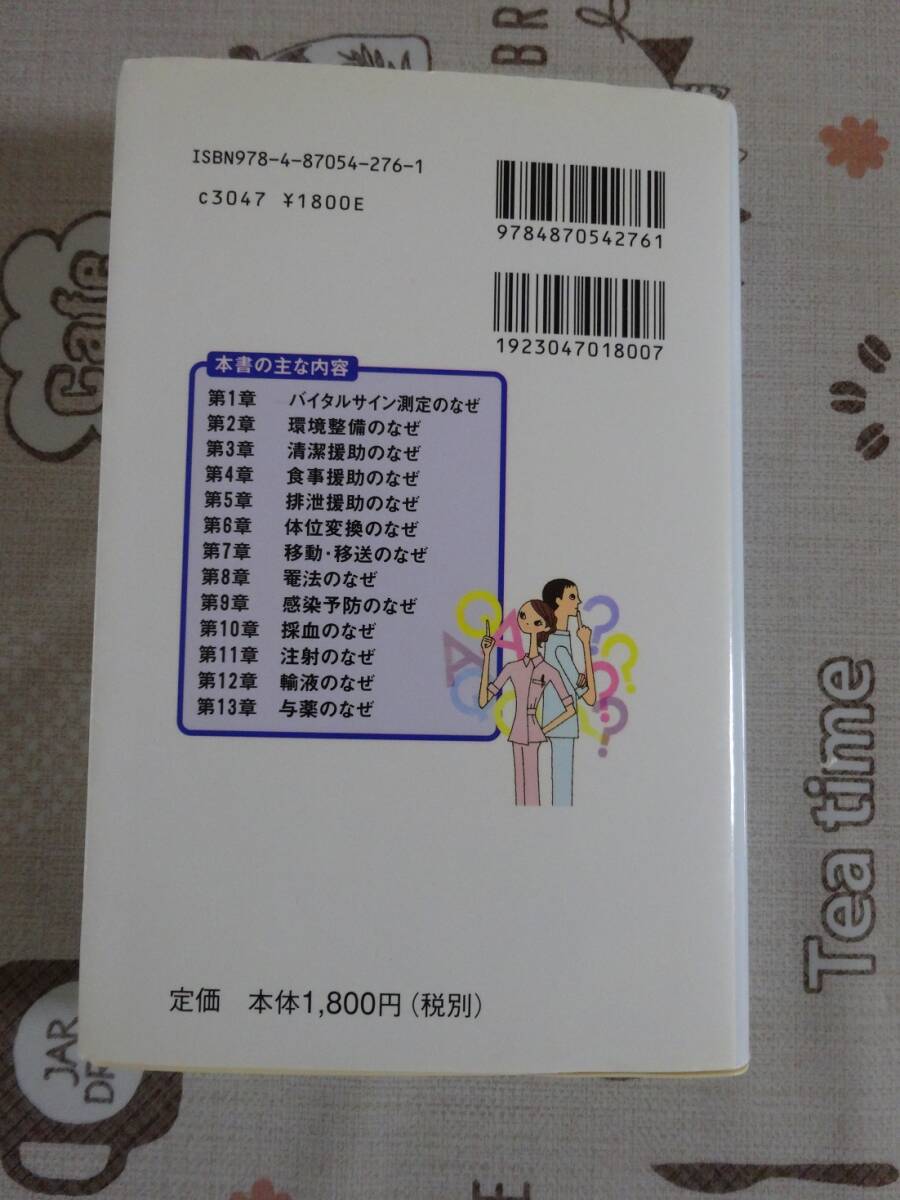 BR
ISBN978-4-87054-276-1
C3047 ¥1800E
9784870542761
1923047018007
Cafe
本書の主な内容
第1章 バイタルサイン測定のなぜ
第2章 環境整備のなぜ
第3章 清潔援助のなぜ
第4章 食事援助のなぜ
第5章 排泄援助のなぜ
第6章 体位変換のなぜ
第7章 移動・移送のなぜ
第8章 罨法のなぜ
第9章 感染予防のなぜ
第10章 採血のなぜ
第11章 注射のなぜ
第12章 輸液のなぜ
第13章 与薬のなぜ
Q
A
A
Q
Q
? ? ? ? ?
定価 本体1,800円(税別)
Tea time
JAR